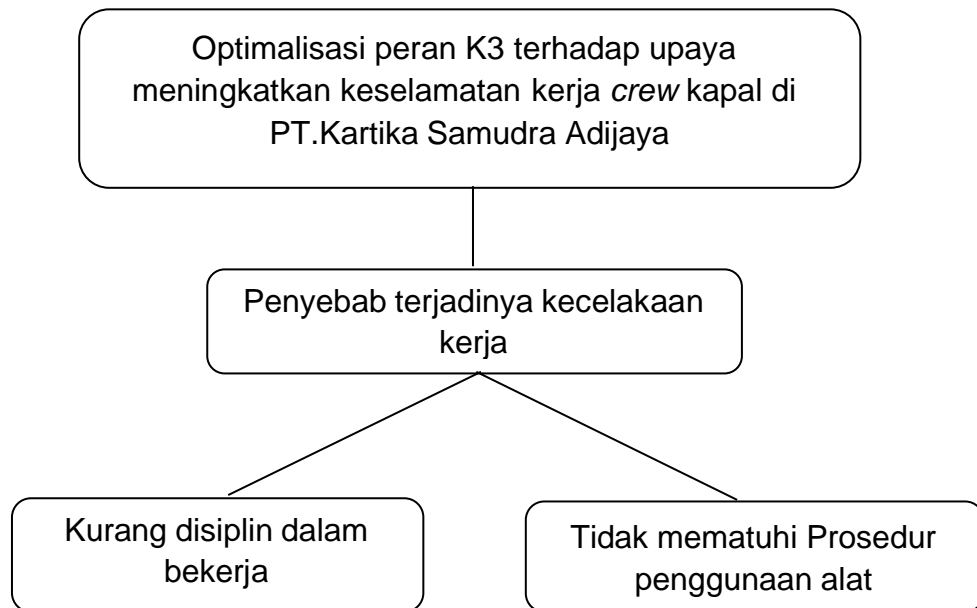 Optimalisasi peran K3 terhadap upaya
meningkatkan keselamatan kerja crew kapal di
PT.Kartika Samudra Adijaya
Penyebab terjadinya kecelakaan
kerja
Kurang disiplin dalam
bekerja
Tidak mematuhi Prosedur
penggunaan alat